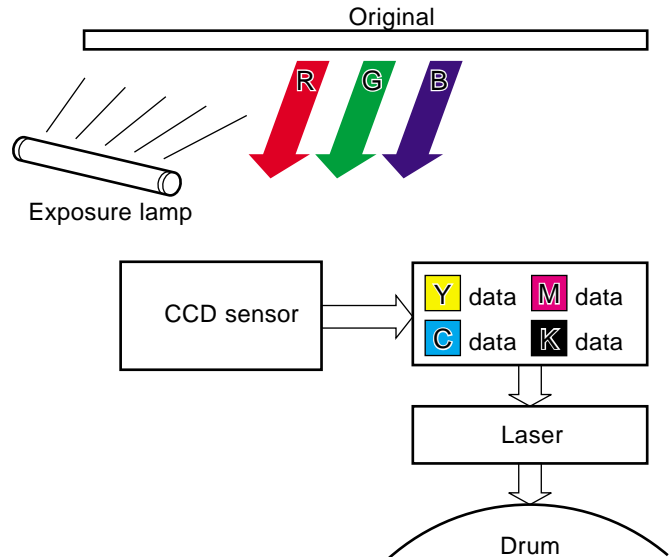 Original
R G B
Exposure lamp
CCD sensor
Y data M data
C data K data
Laser
Drum